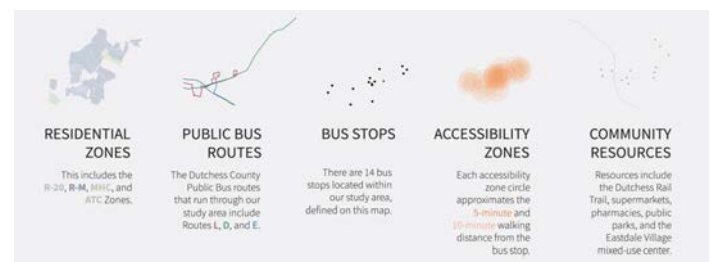 RESIDENTIAL
ZONES
This includes the
R-20, R-M, MHC, and
ATC Zones.
PUBLIC BUS
ROUTES
The Dutchess County
Public Bus routes
that run through our
study area include
Routes L, D, and E.
BUS STOPS
There are 14 bus
stops located within
our study area,
defined on this map.
ACCESSIBILITY
ZONES
Each accessibility
zone circle
approximates the
5-minute and
10-minute walking
distance from the
bus stop.
COMMUNITY
RESOURCES
Resources include
the Dutchess Rail
Trail, supermarkets,
pharmacies, public
parks, and the
Eastdale Village
mixed-use center.